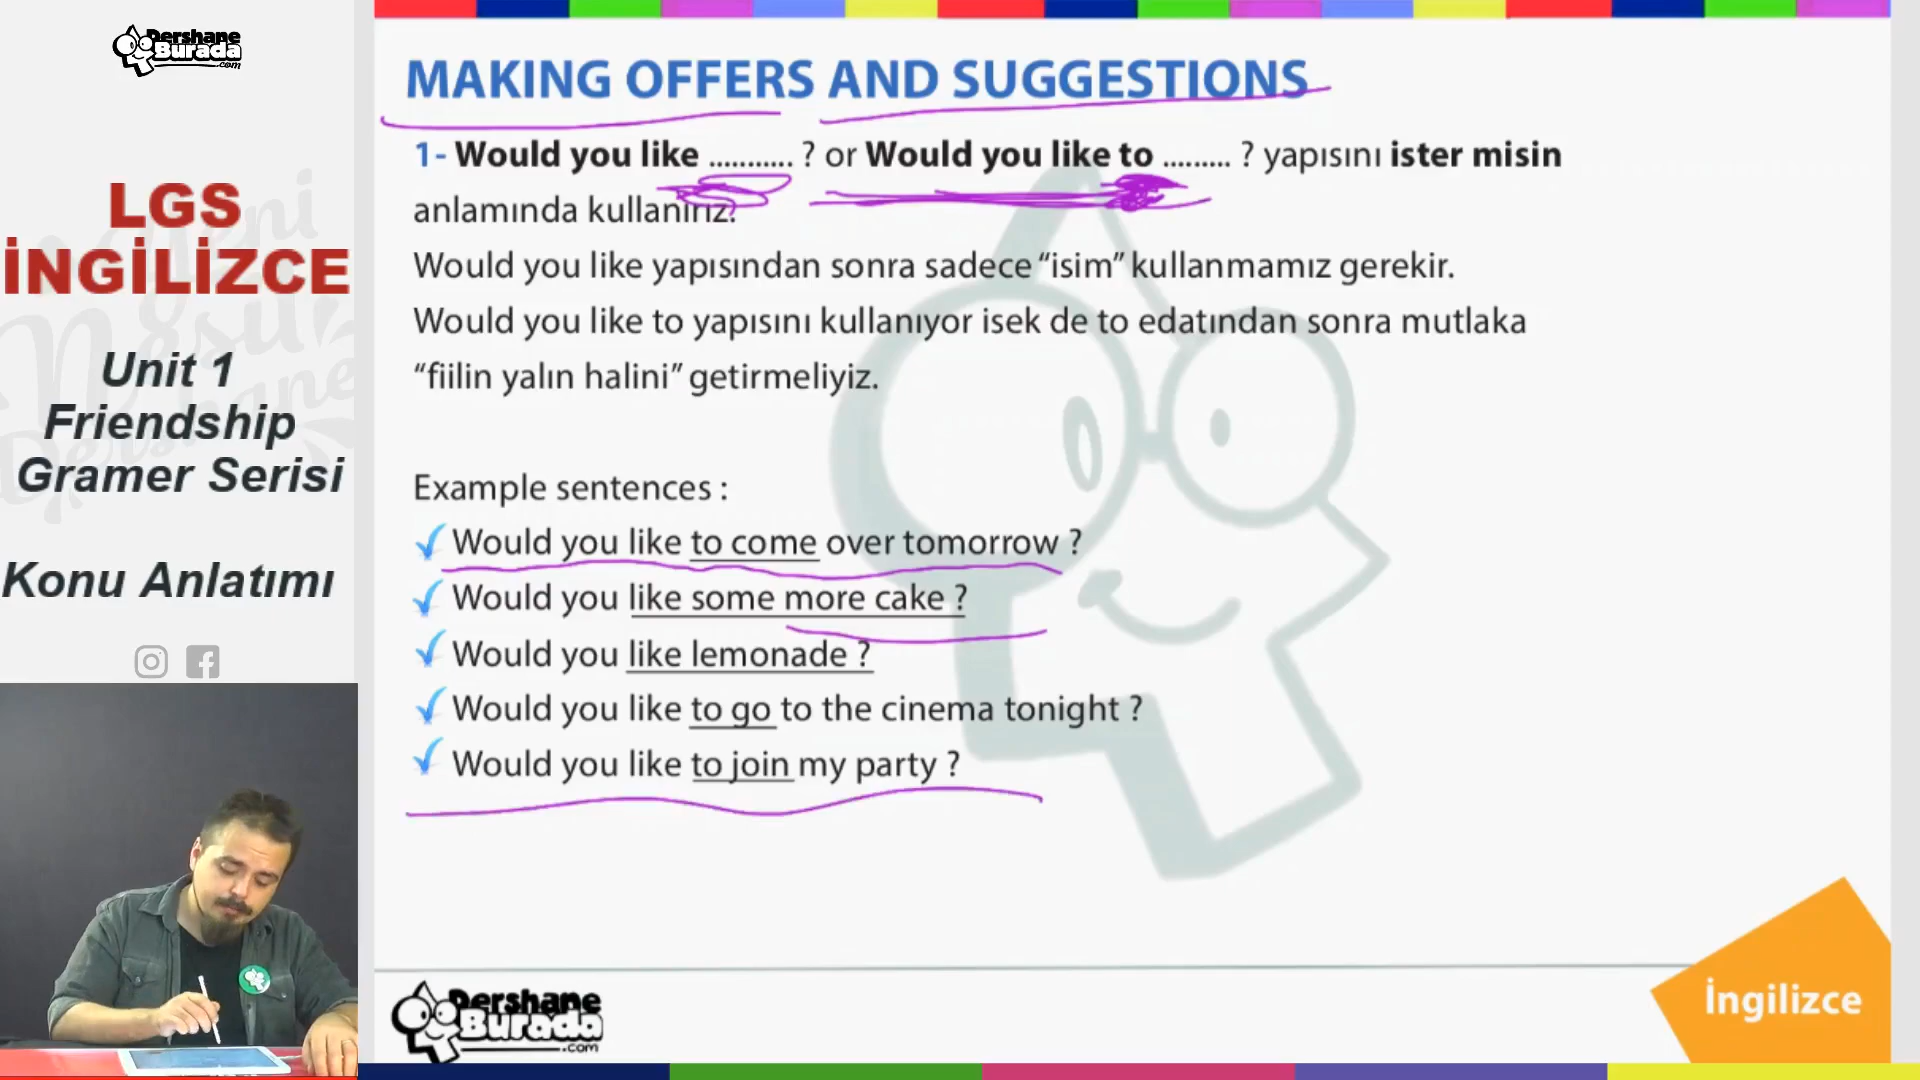 Dershane
Burada
.com
LGS
İNGİLİZCE
Unit 1
Friendship
Gramer Serisi
Konu Anlatımı
MAKING OFFERS AND SUGGESTIONS
1- Would you like ........... ? or Would you like to ......... ? yapısını ister misin
anlamında kullanırız.
Would you like yapısından sonra sadece “isim” kullanmamız gerekir.
Would you like to yapısını kullanıyor isek de to edatından sonra mutlaka
“fiilin yalın halini” getirmeliyiz.
Example sentences :
Would you like to come over tomorrow ?
Would you like some more cake ?
Would you like lemonade ?
Would you like to go to the cinema tonight ?
Would you like to join my party ?
Dershane
Burada
.com
İngilizce